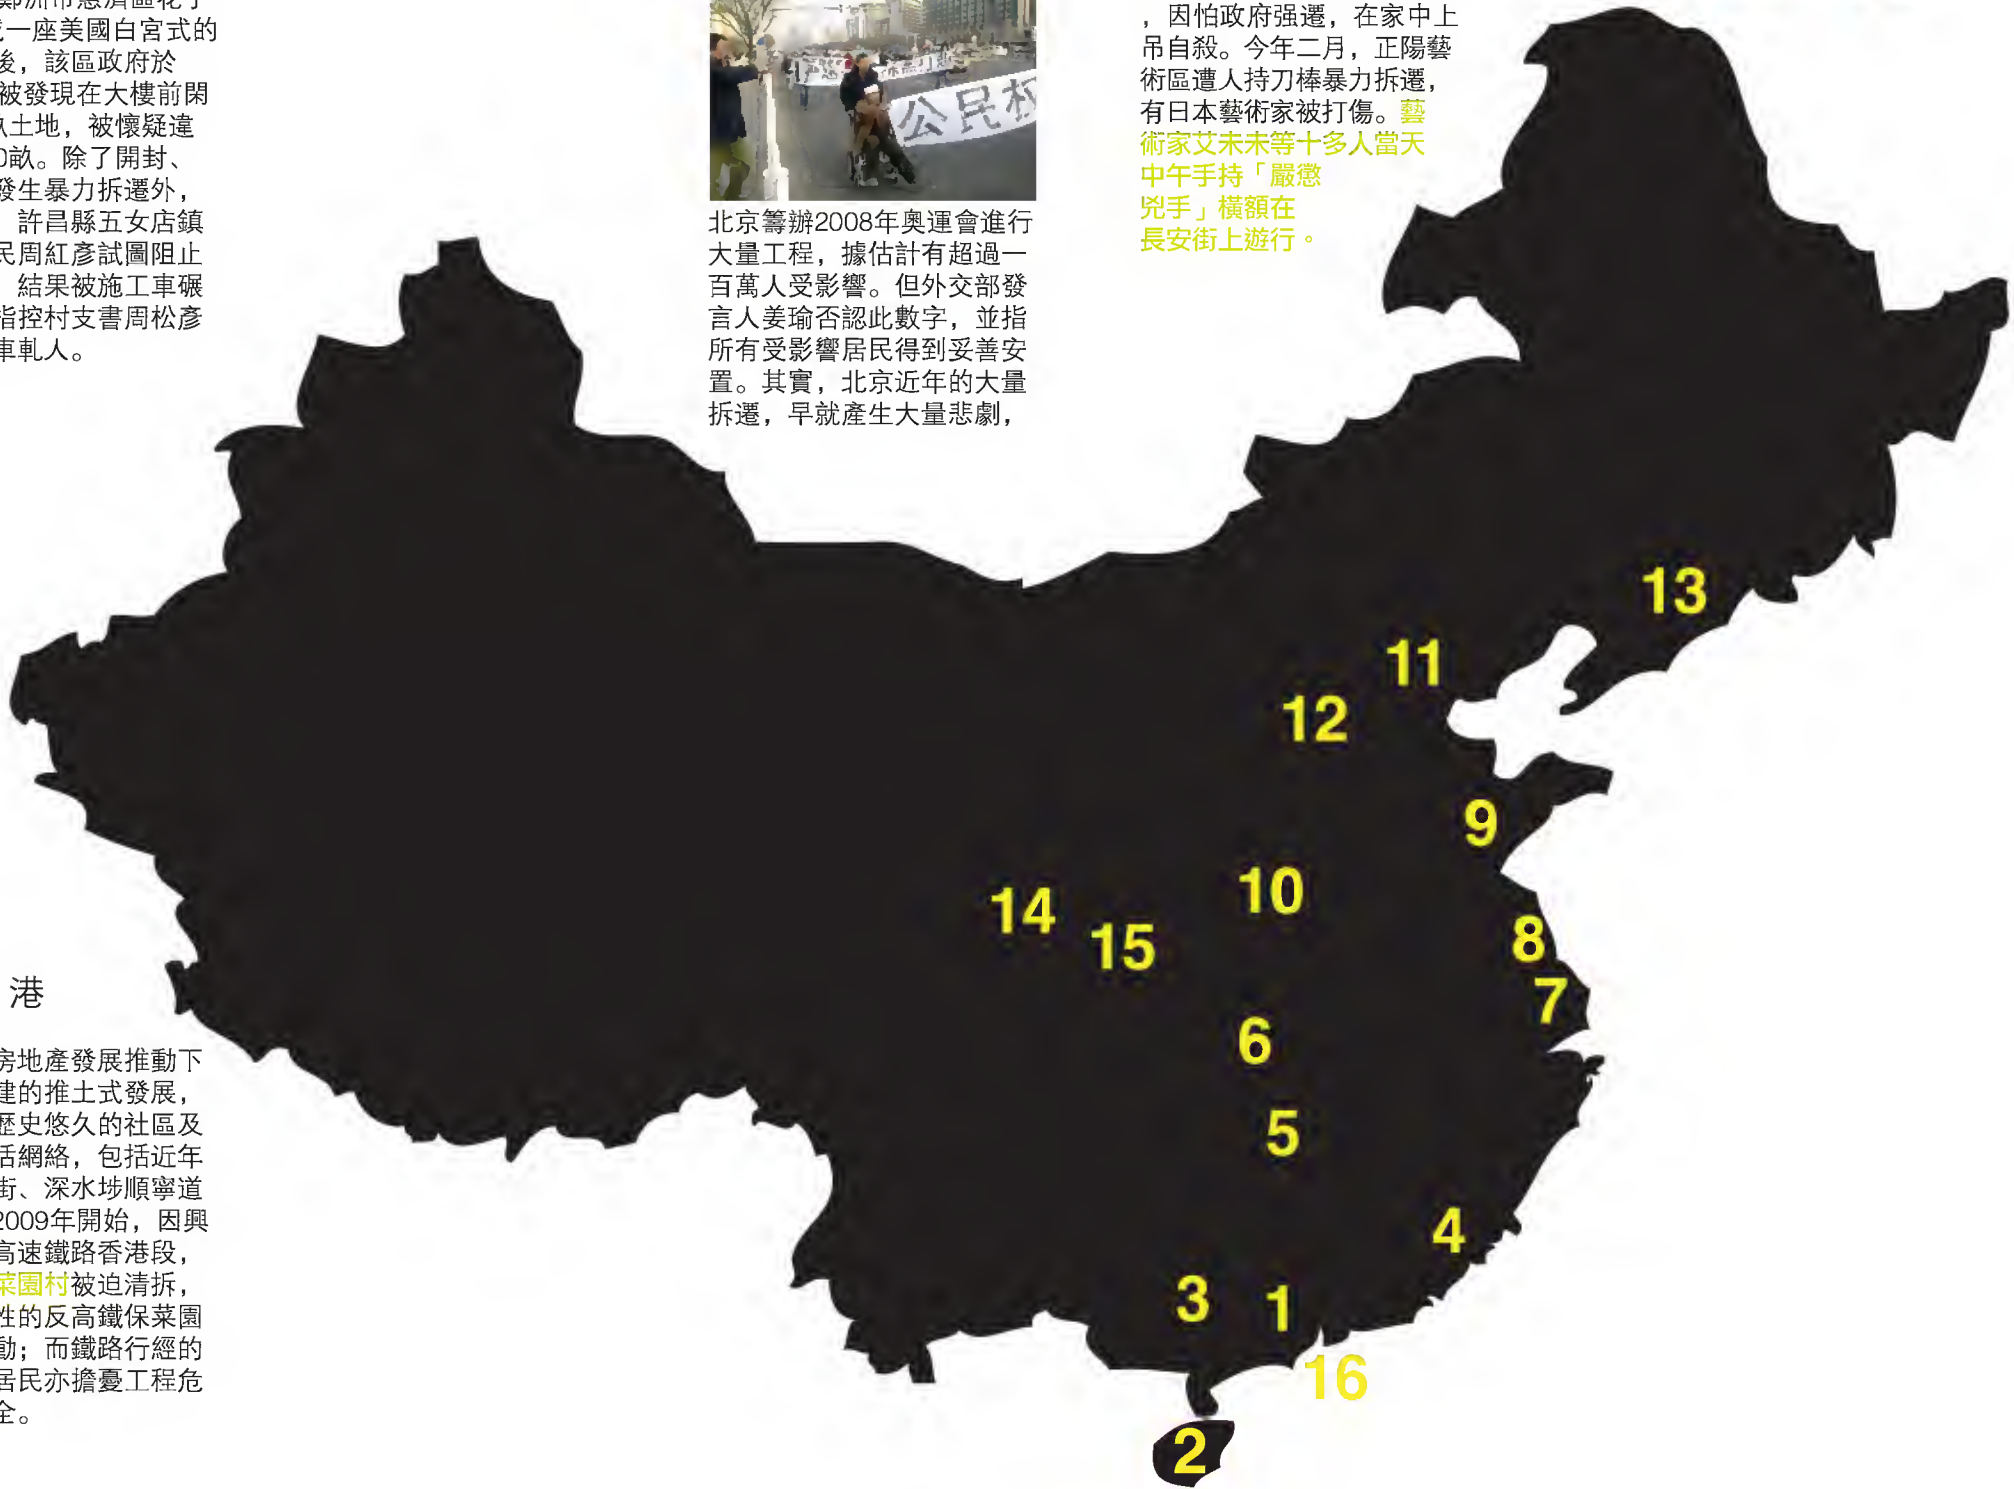 一座美國白宮式的
後，該區政府於
被發現在大樓前閑
土地，被懷疑違
畝。除了開封、
發生暴力拆遷外，
許昌縣五女店鎮
民周紅彥試圖阻止
結果被施工車碾
指控村支書周松彥
車軋人。
公民权
北京籌辦2008年奧運會進行
大量工程，據估計有超過一
百萬人受影響。但外交部發
言人姜瑜否認此數字，並指
所有受影響居民得到妥善安
置。其實，北京近年的大量
拆遷，早就產生大量悲劇，
，因怕政府强遷，在家中上
吊自殺。今年二月，正陽藝
術區遭人持刀棒暴力拆遷，
有日本藝術家被打傷。藝
術家艾未未等十多人當天
中午手持「嚴懲
兇手」橫額在
長安街上遊行。
港
房地產發展推動下
建的推土式發展，
歷史悠久的社區及
活網絡，包括近年
街、深水埗順寧道
2009年開始，因興
高速鐵路香港段，
菜園村被迫清拆，
性的反高鐵保菜園
動；而鐵路行經的
居民亦擔憂工程危
全。
13
11
12
9
10
14
15
8
7
6
5
4
3
1
16
2